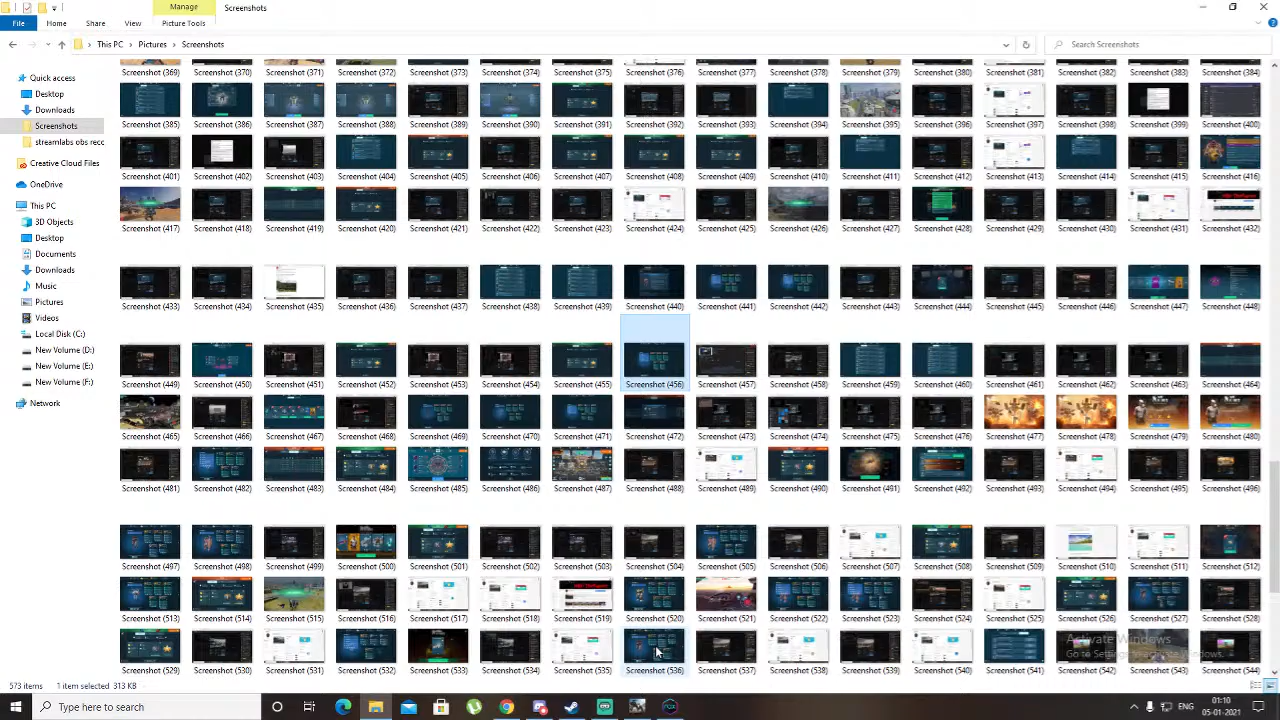 Manage
Screenshots
File
Home
Share
View
Picture Tools
This PC
Pictures
Screenshots
Search Screenshots
Quick access
Desktop
Downloads
Screenshots
streamlabs obs recc
Creative Cloud Files
OneDrive
This PC
3D Objects
Desktop
Documents
Downloads
Music
Pictures
Videos
Local Disk (C:)
New Volume (D:)
New Volume (E:)
New Volume (F:)
Network
Screenshot (369) Screenshot (370) Screenshot (371) Screenshot (372) Screenshot (373) Screenshot (374) Screenshot (375) Screenshot (376) Screenshot (377) Screenshot (378) Screenshot (379) Screenshot (380) Screenshot (381) Screenshot (382) Screenshot (383) Screenshot (384)
Screenshot (385) Screenshot (386) Screenshot (387) Screenshot (388) Screenshot (389) Screenshot (390) Screenshot (391) Screenshot (392) Screenshot (393) Screenshot (394) Screenshot (395) Screenshot (396) Screenshot (397) Screenshot (398) Screenshot (399) Screenshot (400)
Screenshot (401) Screenshot (402) Screenshot (403) Screenshot (404) Screenshot (405) Screenshot (406) Screenshot (407) Screenshot (408) Screenshot (409) Screenshot (410) Screenshot (411) Screenshot (412) Screenshot (413) Screenshot (414) Screenshot (415) Screenshot (416)
Screenshot (417) Screenshot (418) Screenshot (419) Screenshot (420) Screenshot (421) Screenshot (422) Screenshot (423) Screenshot (424) Screenshot (425) Screenshot (426) Screenshot (427) Screenshot (428) Screenshot (429) Screenshot (430) Screenshot (431) Screenshot (432)
Screenshot (433) Screenshot (434) Screenshot (435) Screenshot (436) Screenshot (437) Screenshot (438) Screenshot (439) Screenshot (440) Screenshot (441) Screenshot (442) Screenshot (443) Screenshot (444) Screenshot (445) Screenshot (446) Screenshot (447) Screenshot (448)
Screenshot (449) Screenshot (450) Screenshot (451) Screenshot (452) Screenshot (453) Screenshot (454) Screenshot (455) Screenshot (456) Screenshot (457) Screenshot (458) Screenshot (459) Screenshot (460) Screenshot (461) Screenshot (462) Screenshot (463) Screenshot (464)
Screenshot (465) Screenshot (466) Screenshot (467) Screenshot (468) Screenshot (469) Screenshot (470) Screenshot (471) Screenshot (472) Screenshot (473) Screenshot (474) Screenshot (475) Screenshot (476) Screenshot (477) Screenshot (478) Screenshot (479) Screenshot (480)
Screenshot (481) Screenshot (482) Screenshot (483) Screenshot (484) Screenshot (485) Screenshot (486) Screenshot (487) Screenshot (488) Screenshot (489) Screenshot (490) Screenshot (491) Screenshot (492) Screenshot (493) Screenshot (494) Screenshot (495) Screenshot (496)
Screenshot (497) Screenshot (498) Screenshot (499) Screenshot (500) Screenshot (501) Screenshot (502) Screenshot (503) Screenshot (504) Screenshot (505) Screenshot (506) Screenshot (507) Screenshot (508) Screenshot (509) Screenshot (510) Screenshot (511) Screenshot (512)
Screenshot (513) Screenshot (514) Screenshot (515) Screenshot (516) Screenshot (517) Screenshot (518) Screenshot (519) Screenshot (520) Screenshot (521) Screenshot (522) Screenshot (523) Screenshot (524) Screenshot (525) Screenshot (526) Screenshot (527) Screenshot (528)
Screenshot (529) Screenshot (530) Screenshot (531) Screenshot (532) Screenshot (533) Screenshot (534) Screenshot (535) Screenshot (536) Screenshot (537) Screenshot (538) Screenshot (539) Screenshot (540) Screenshot (541) Screenshot (542) Screenshot (543) Screenshot (544)
Activate Windows
Go to Settings to activate Windows.
573 items
1 item selected 313 KB
Type here to search
ENG
01:10
05-01-2021